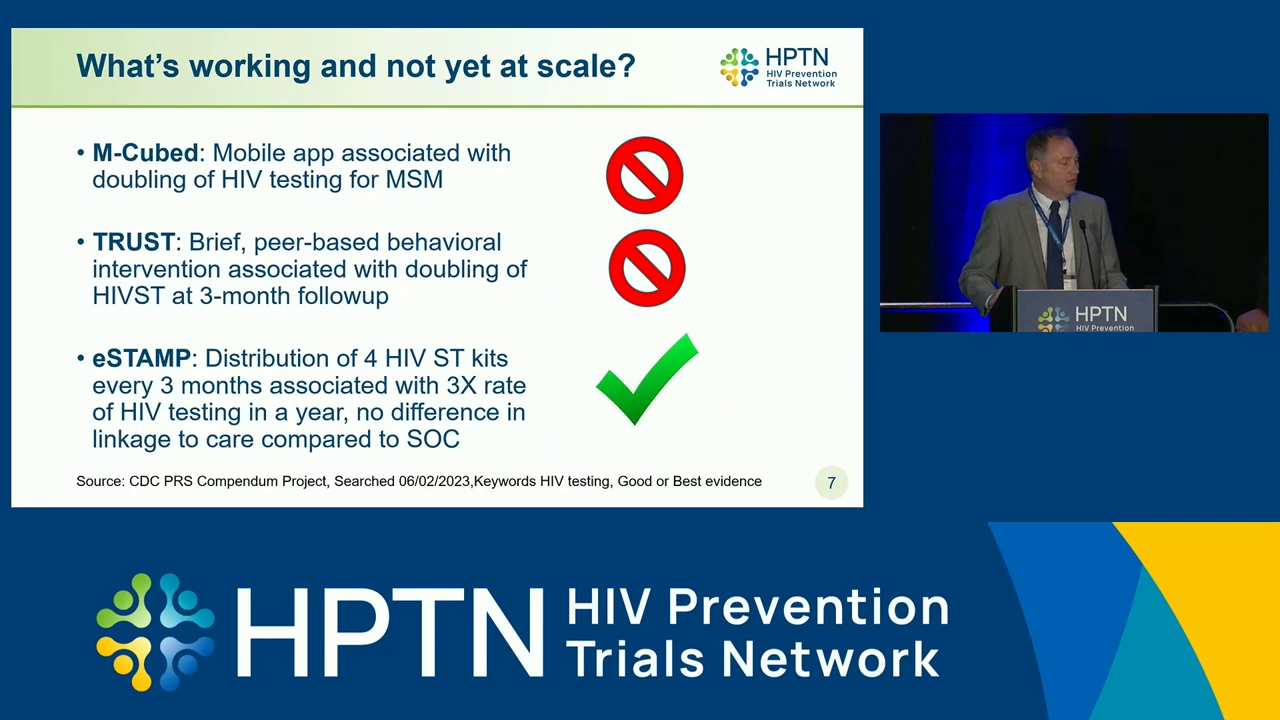 What's working and not yet at scale?
HPTN
HIV Prevention
Trials Network
• M-Cubed: Mobile app associated with
doubling of HIV testing for MSM
• TRUST: Brief, peer-based behavioral
intervention associated with doubling of
HIVST at 3-month followup
• eSTAMP: Distribution of 4 HIV ST kits
every 3 months associated with 3X rate
of HIV testing in a year, no difference in
linkage to care compared to SOC
Source: CDC PRS Compendum Project, Searched 06/02/2023,Keywords HIV testing, Good or Best evidence
7
HPTN
HIV Prevention
HPTN
HIV Prevention
Trials Network